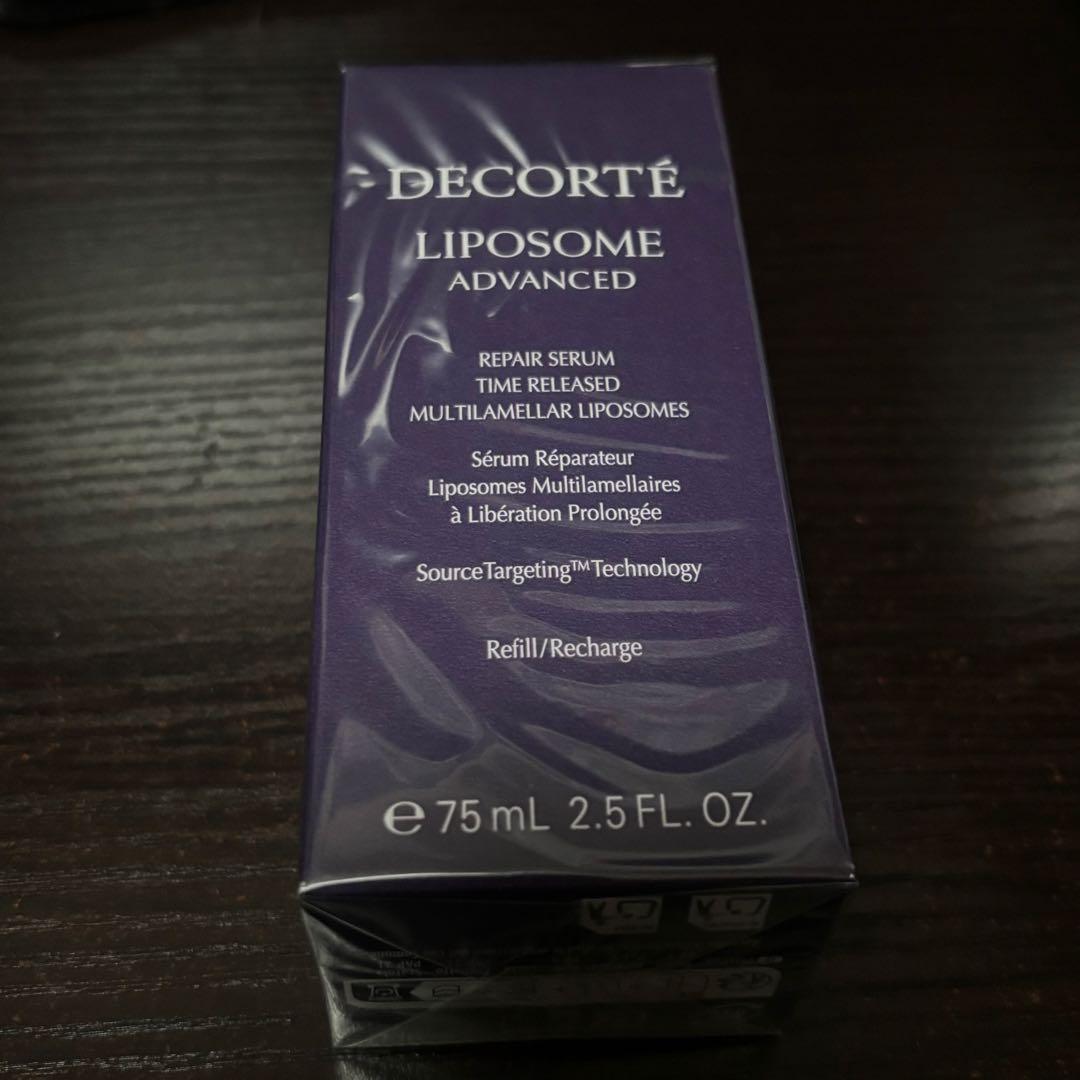 DECORTÉ
LIPOSOME
ADVANCED
REPAIR SERUM
TIME RELEASED
MULTILAMELLAR LIPOSOMES
Sérum Réparateur
Liposomes Multilamellaires
à Libération Prolongée
SourceTargeting™Technology
Refill/Recharge
℮ 75 mL 2.5 FL. OZ.